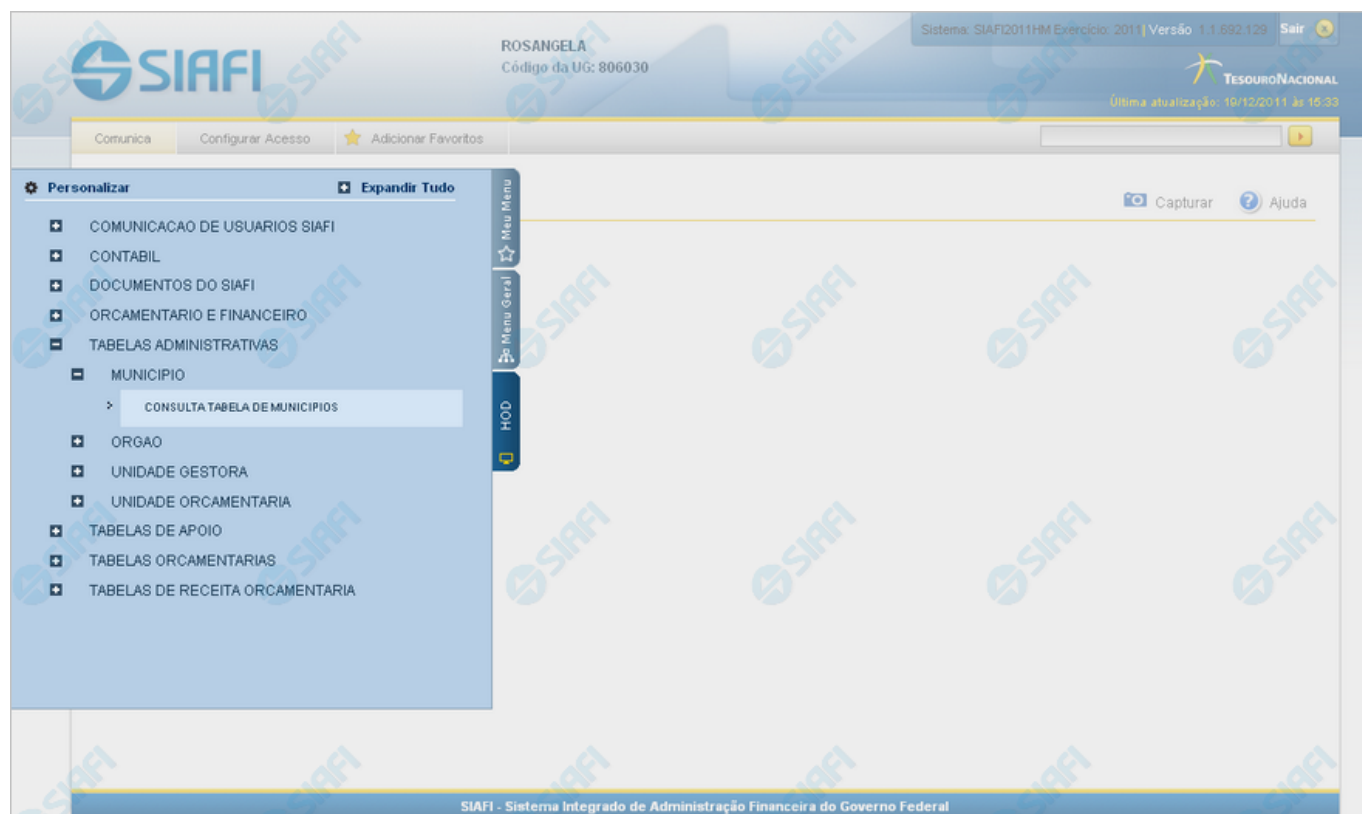 SIAFI
ROSANGELA
Código da UG: 806030
Sistema: SIAFI2011HM Exercício: 2011| Versão 1.1.692.129 Sair
TESOURONACIONAL
Última atualização: 19/12/2011 às 15:33
Comunica Configurar Acesso Adicionar Favoritos
Personalizar Expandir Tudo
Capturar Ajuda
COMUNICACAO DE USUARIOS SIAFI
CONTABIL
DOCUMENTOS DO SIAFI
ORCAMENTARIO E FINANCEIRO
TABELAS ADMINISTRATIVAS
MUNICIPIO
CONSULTA TABELA DE MUNICIPIOS
ORGAO
UNIDADE GESTORA
UNIDADE ORCAMENTARIA
TABELAS DE APOIO
TABELAS ORCAMENTARIAS
TABELAS DE RECEITA ORCAMENTARIA
Meu Menu
Menu Geral
HOD
SIAFI - Sistema Integrado de Administração Financeira do Governo Federal